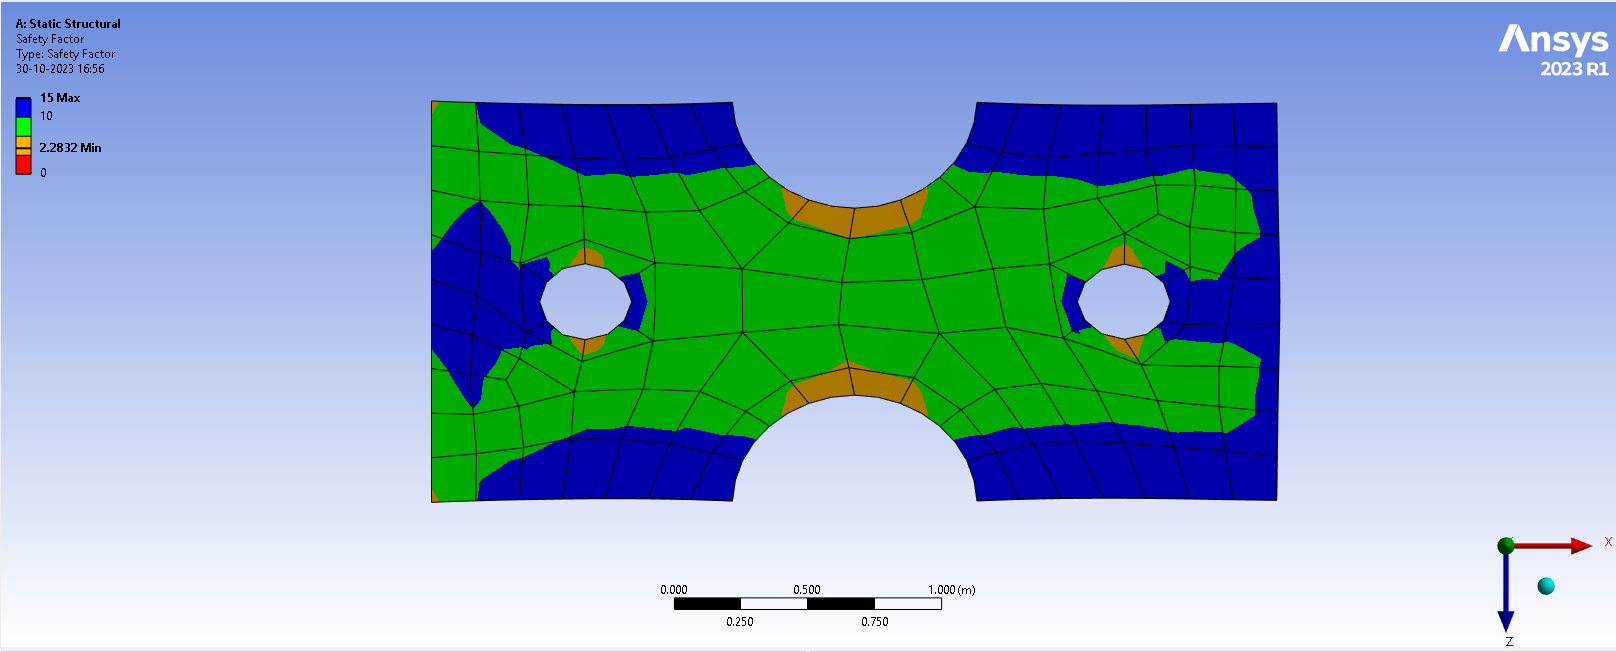 A: Static Structural
Safety Factor
Type: Safety Factor
30-10-2023 16:56
15 Max
10
2.2832 Min
0
Ansys
2023 R1
0.000 0.500 1.000 (m)
0.250 0.750
X
Z